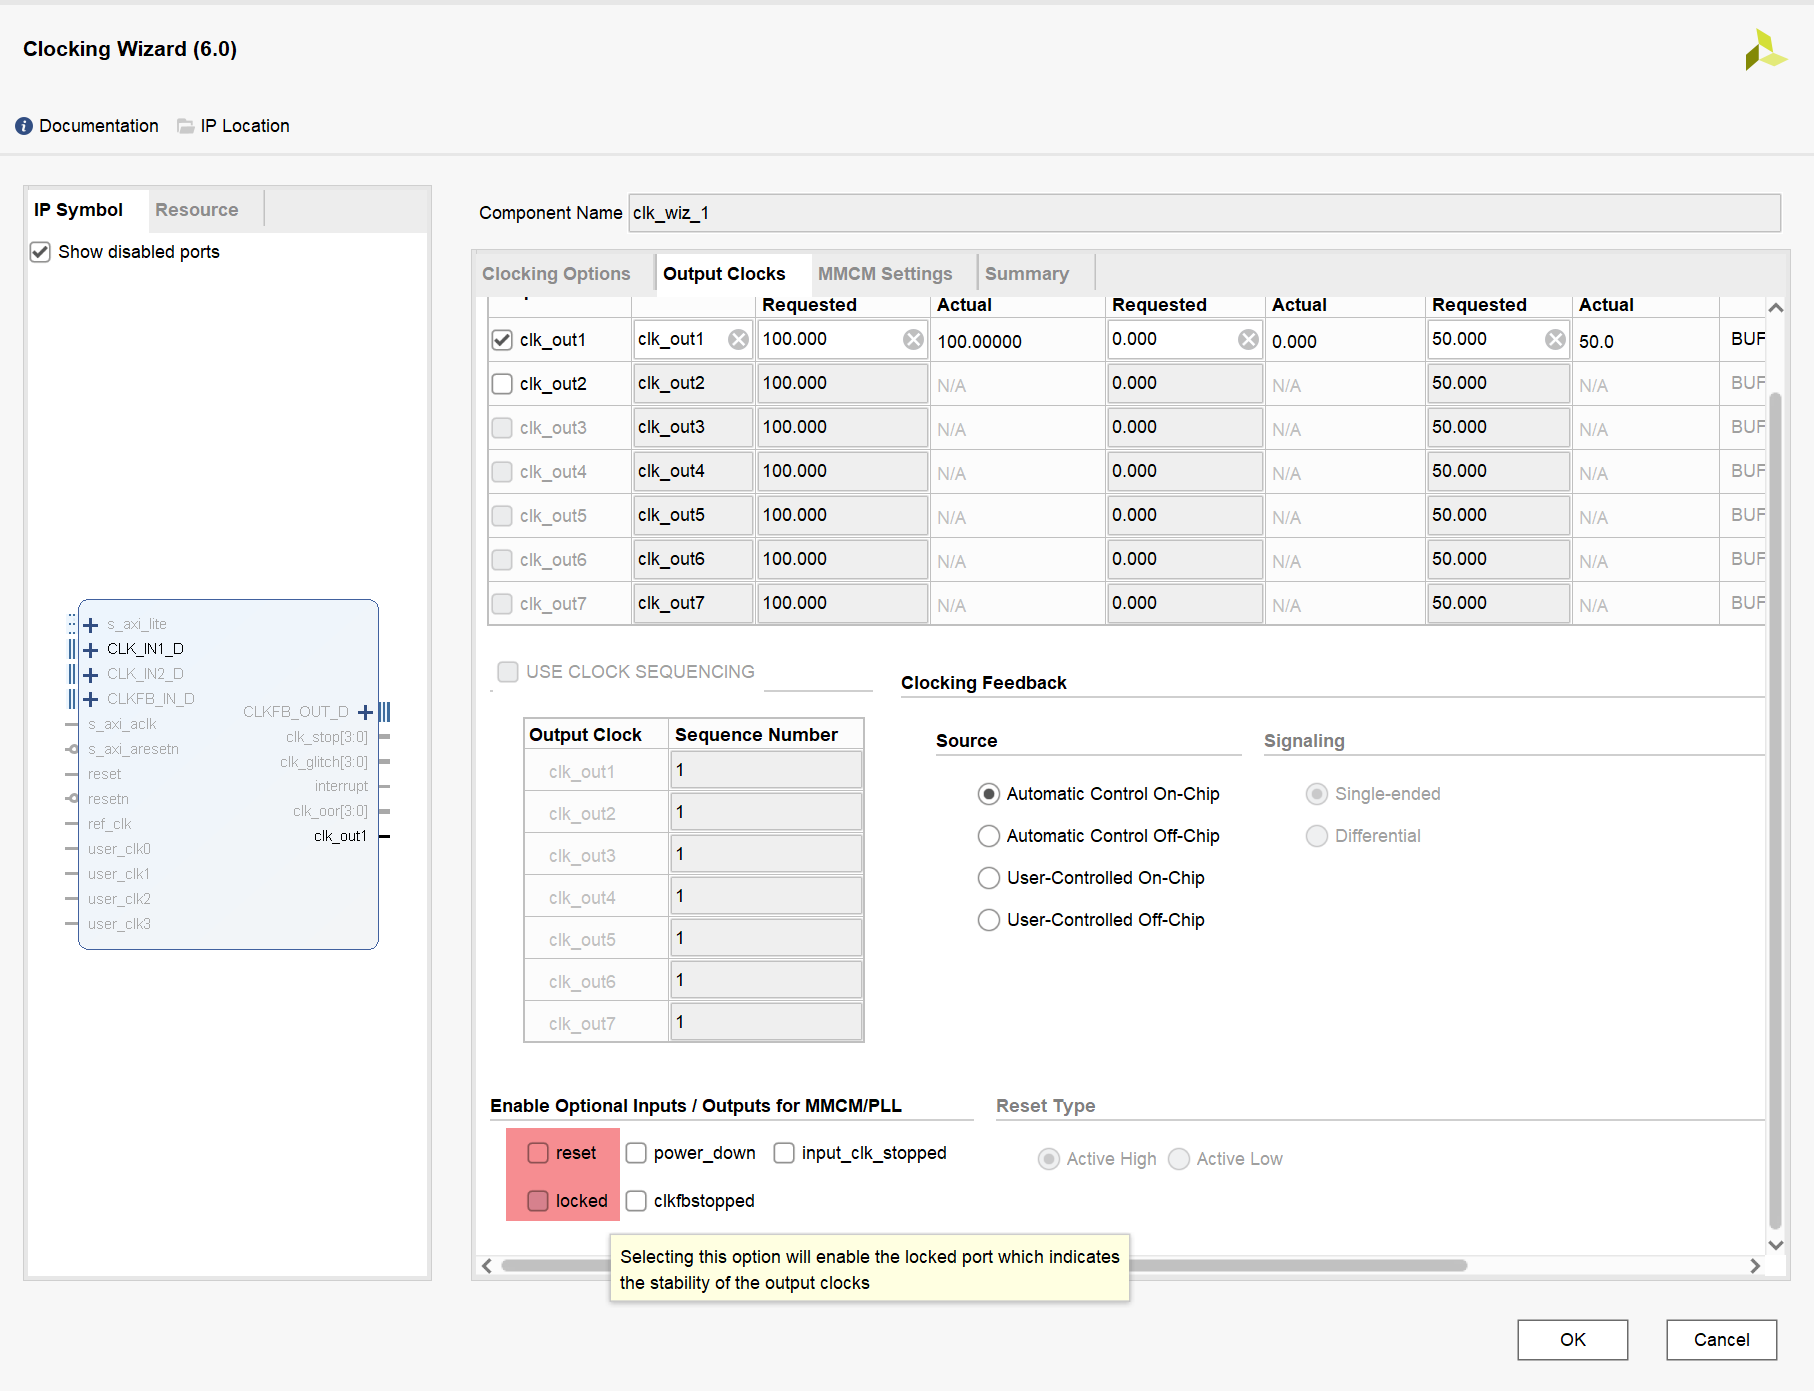 Clocking Wizard (6.0)
Documentation IP Location
IP Symbol Resource
Show disabled ports
s_axi_lite
CLK_IN1_D
CLK_IN2_D
CLKFB_IN_D
s_axi_aclk
s_axi_aresetn
reset
resetn
ref_clk
user_clk0
user_clk1
user_clk2
user_clk3
CLKFB_OUT_D
clk_stop[3:0]
clk_glitch[3:0]
interrupt
clk_oor[3:0]
clk_out1
Component Name clk_wiz_1
Clocking Options Output Clocks MMCM Settings Summary
Requested Actual Requested Actual Requested Actual
clk_out1 clk_out1 100.000 100.00000 0.000 0.000 50.000 50.0 BUF
clk_out2 clk_out2 100.000 N/A 0.000 N/A 50.000 N/A BUF
clk_out3 clk_out3 100.000 N/A 0.000 N/A 50.000 N/A BUF
clk_out4 clk_out4 100.000 N/A 0.000 N/A 50.000 N/A BUF
clk_out5 clk_out5 100.000 N/A 0.000 N/A 50.000 N/A BUF
clk_out6 clk_out6 100.000 N/A 0.000 N/A 50.000 N/A BUF
clk_out7 clk_out7 100.000 N/A 0.000 N/A 50.000 N/A BUF
USE CLOCK SEQUENCING
Output Clock Sequence Number
clk_out1 1
clk_out2 1
clk_out3 1
clk_out4 1
clk_out5 1
clk_out6 1
clk_out7 1
Clocking Feedback
Source Signaling
Automatic Control On-Chip Single-ended
Automatic Control Off-Chip Differential
User-Controlled On-Chip
User-Controlled Off-Chip
Enable Optional Inputs / Outputs for MMCM/PLL Reset Type
reset power_down input_clk_stopped Active High Active Low
locked clkfbstopped
Selecting this option will enable the locked port which indicates
the stability of the output clocks
OK Cancel